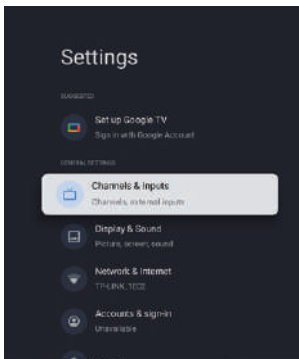 Settings
SUGGESTED
Set up Google TV
Sign in with Google Account
GENERAL SETTINGS
Channels & Inputs
Channels, external inputs
Display & Sound
Picture, screen, sound
Network & Internet
TP-LINK_7EC2
Accounts & sign-in
Unavailable